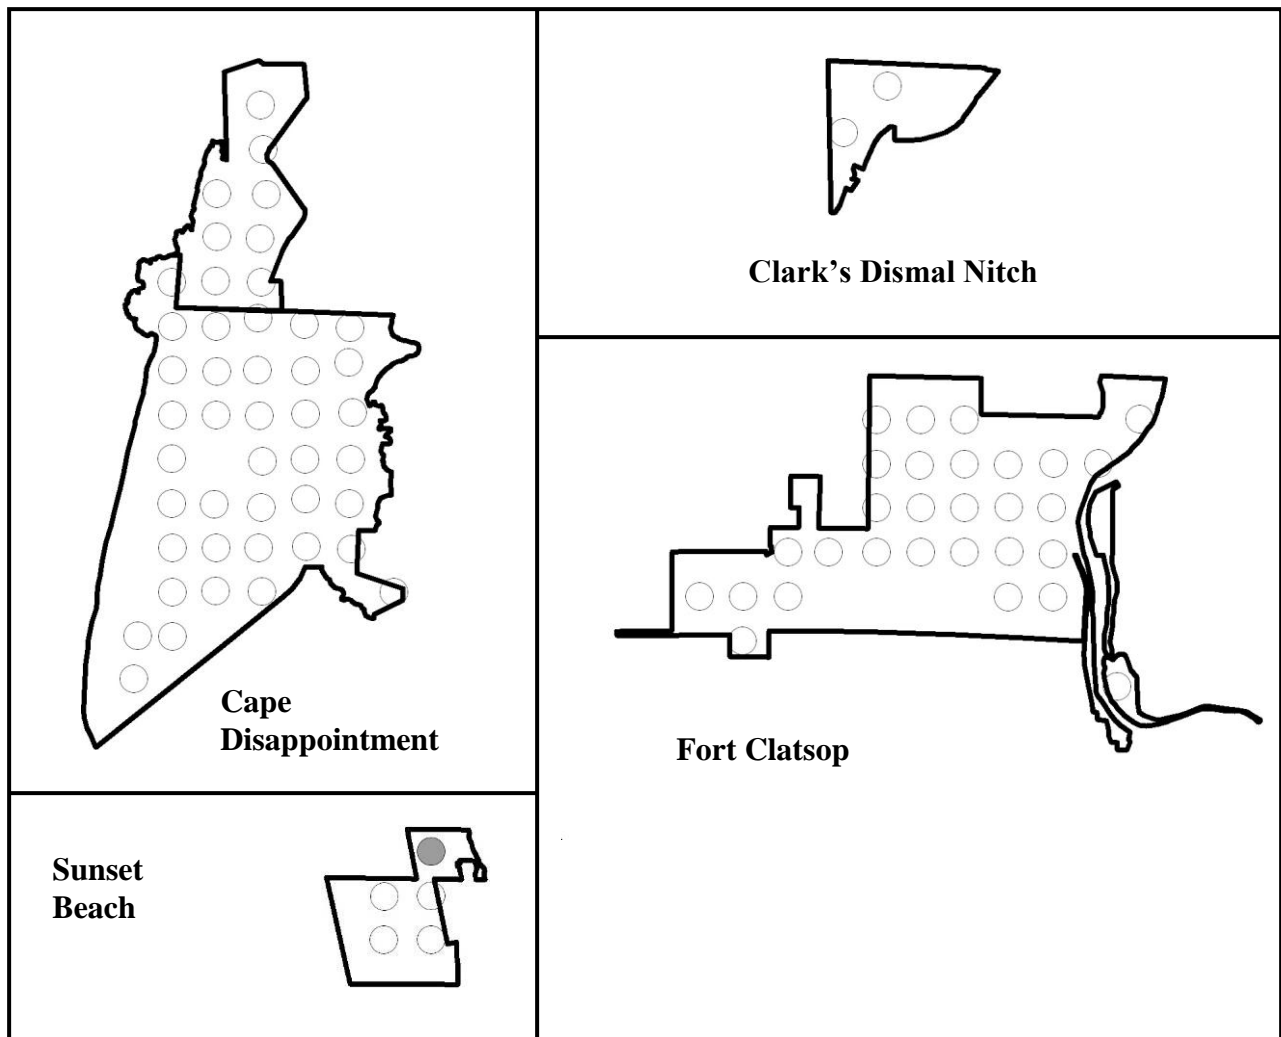 Clark’s Dismal Nitch
Cape
Disappointment
Fort Clatsop
Sunset
Beach